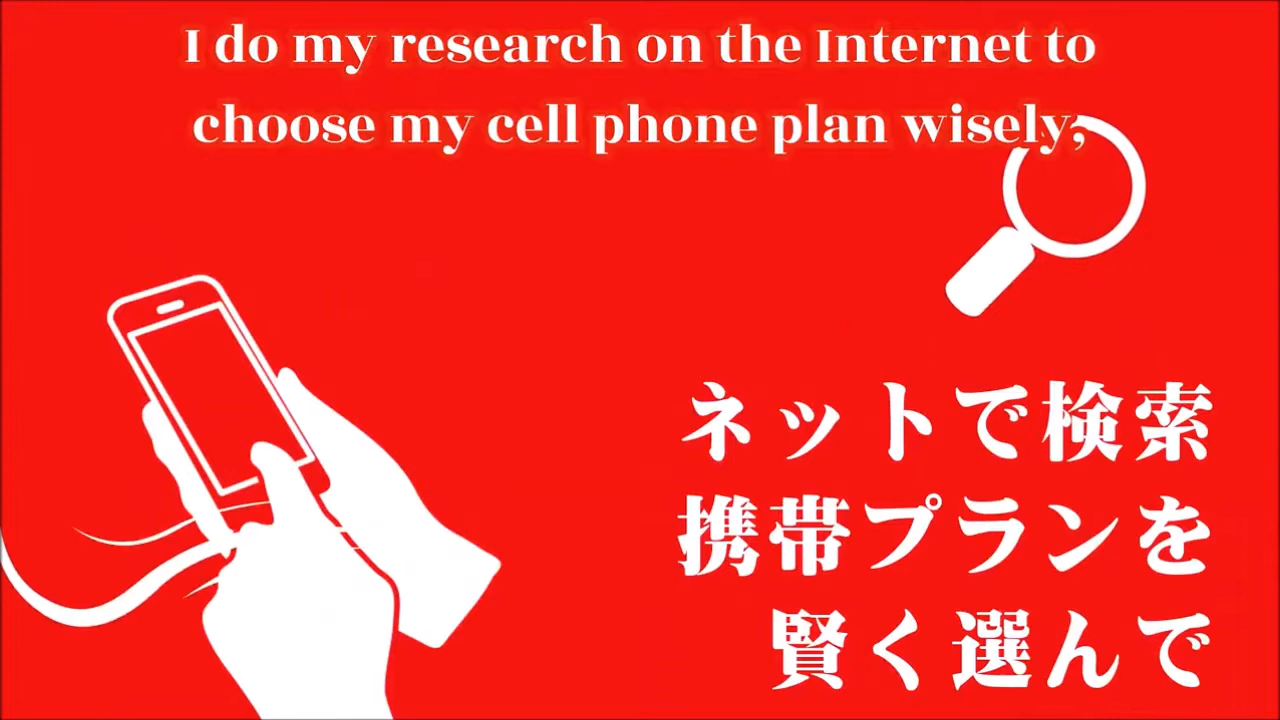 I do my research on the Internet to
choose my cell phone plan wisely,
ネットで検索
携帯プランを
賢く選んで